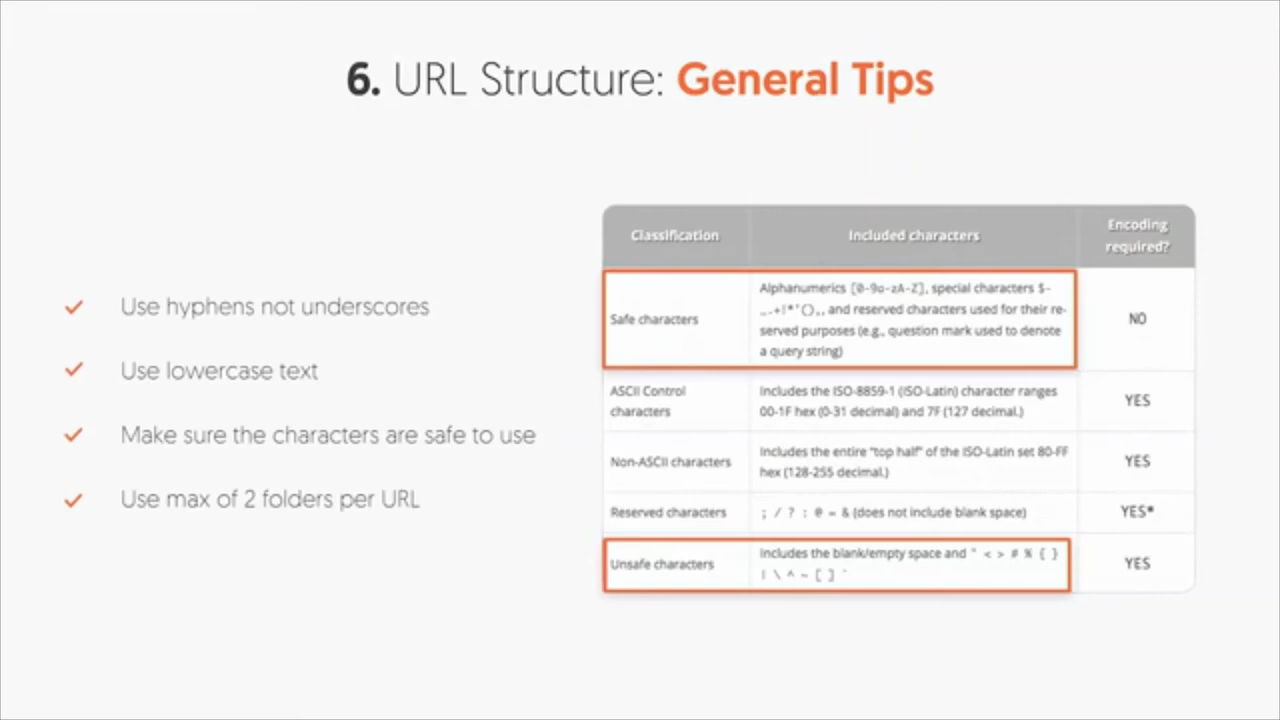 6. URL Structure: General Tips
Use hyphens not underscores
Use lowercase text
Make sure the characters are safe to use
Use max of 2 folders per URL
Classification
Included characters
Encoding
required?
Safe characters
Alphanumerics [0-9a-zA-Z], special characters $-
_.+!*'(),, and reserved characters used for their re-
served purposes (e.g., question mark used to denote
a query string)
NO
ASCII Control
characters
Includes the ISO-8859-1 (ISO-Latin) character ranges
00-1F hex (0-31 decimal) and 7F (127 decimal.)
YES
Non-ASCII characters
Includes the entire "top half" of the ISO-Latin set 80-FF
hex (128-255 decimal.)
YES
Reserved characters
; / ? : @ = & (does not include blank space)
YES*
Unsafe characters
Includes the blank/empty space and " < > # % { }
| \ ^ ~ [ ] `
YES